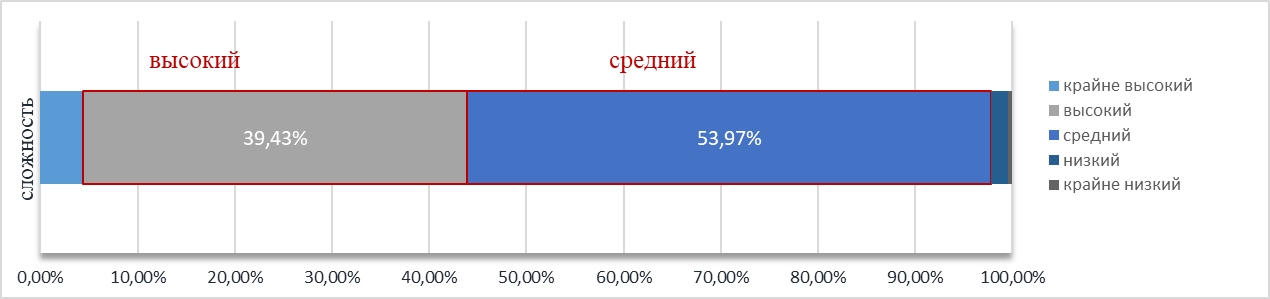 высокий
средний
сложность
39,43%
53,97%
крайне высокий
высокий
средний
низкий
крайне низкий
0,00%
10,00%
20,00%
30,00%
40,00%
50,00%
60,00%
70,00%
80,00%
90,00%
100,00%